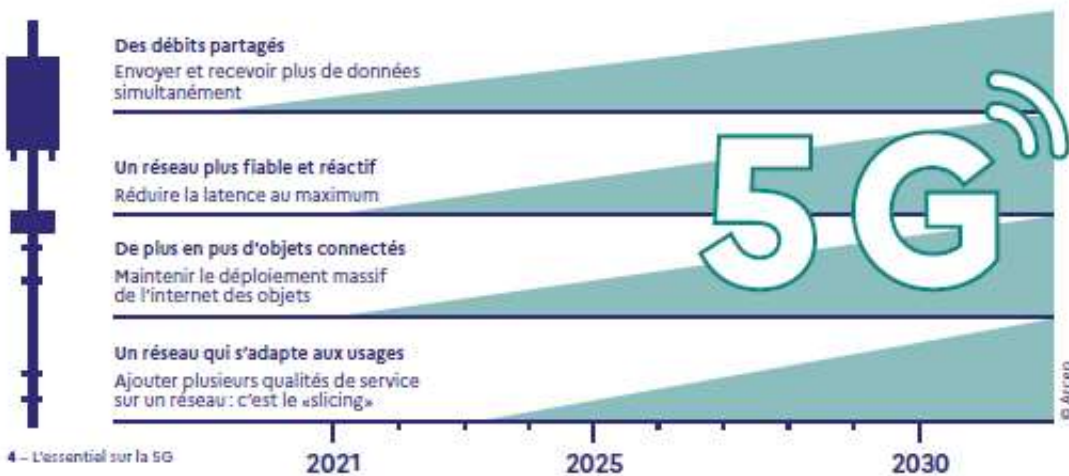 Des débits partagés
Envoyer et recevoir plus de données
simultanément
Un réseau plus fiable et réactif
Réduire la latence au maximum
De plus en pus d'objets connectés
Maintenir le déploiement massif
de l'internet des objets
Un réseau qui s'adapte aux usages
Ajouter plusieurs qualités de service
sur un réseau : c'est le «slicing»
5G
© Arcep
2021
2025
2030
4 – L'essentiel sur la 5G